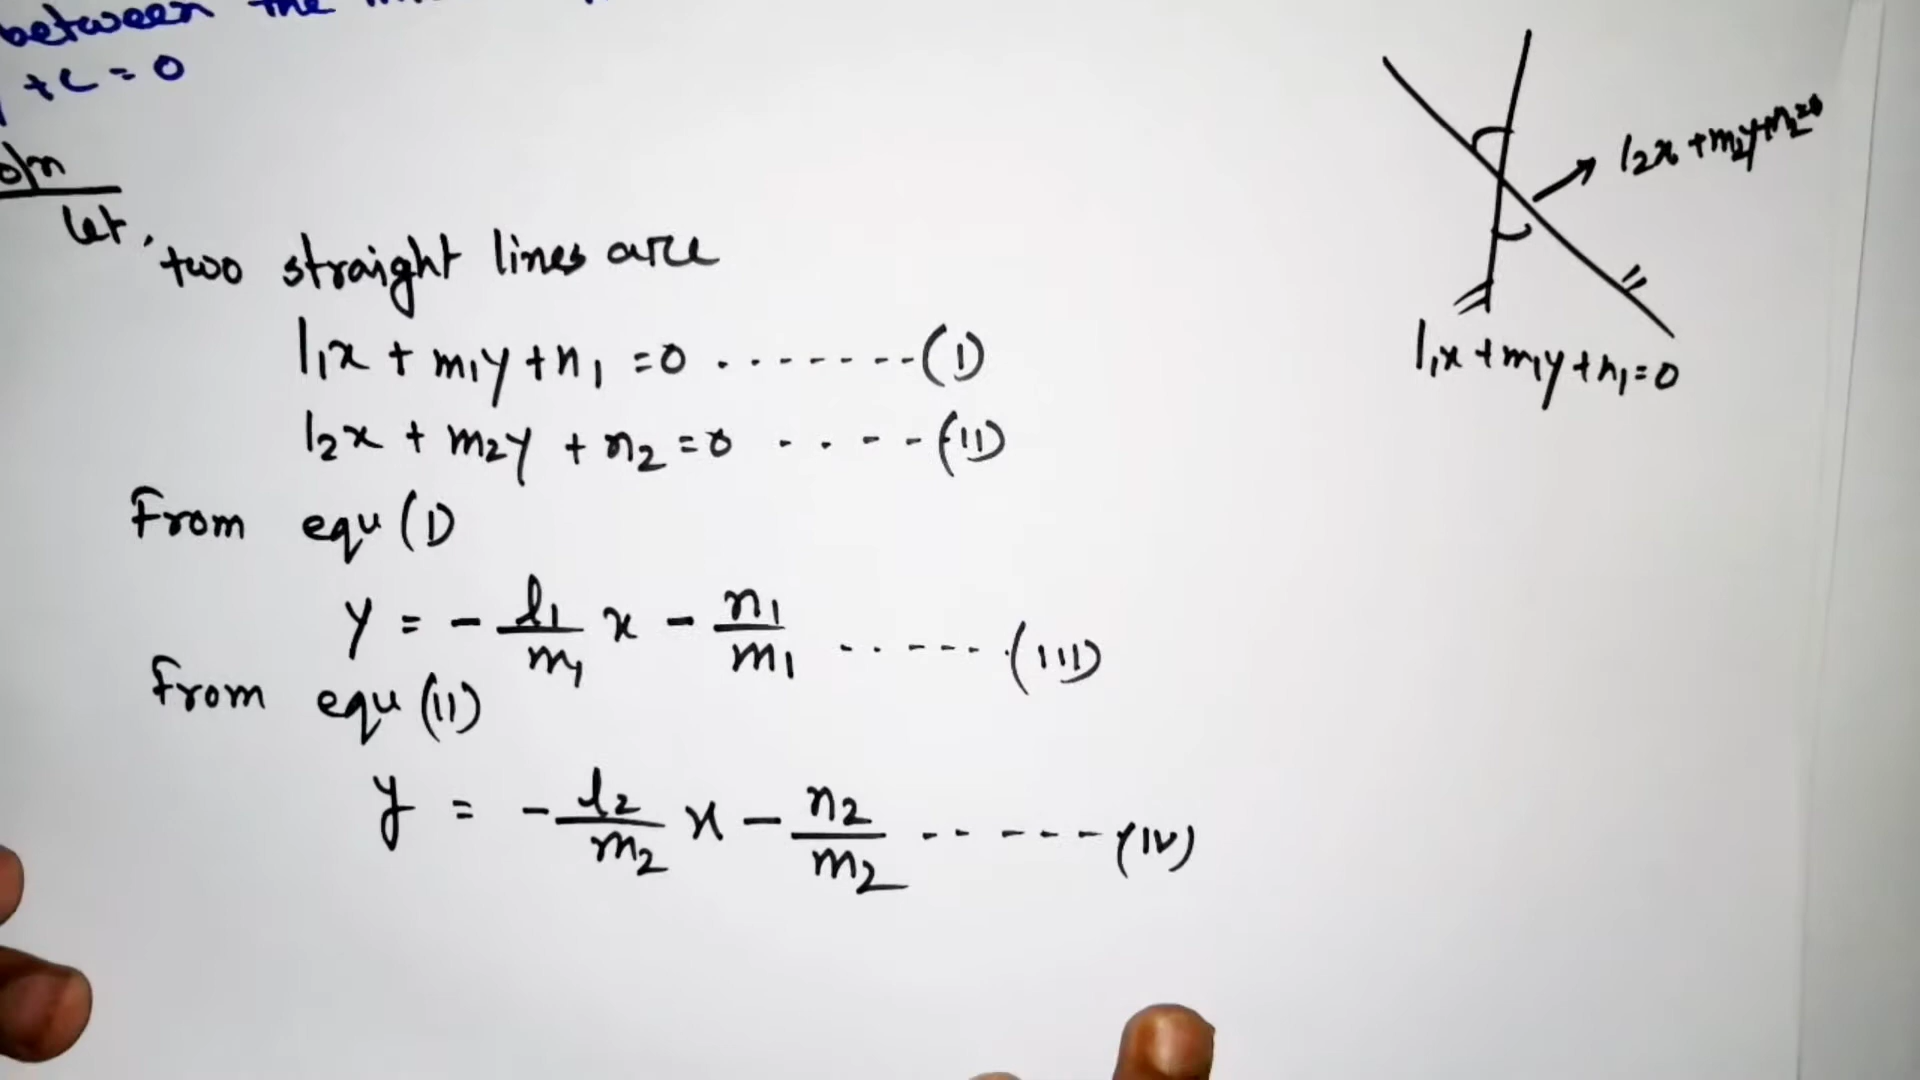 between the
+c=0
let, two straight lines are
l₁x + m₁y + n₁ = 0 ........(I)
l₂x + m₂y + n₂ = 0 ......(II)
From equ (I)
y = - l₁/m₁ x - n₁/m₁ .......(III)
From equ (II)
y = - l₂/m₂ x - n₂/m₂ ......(IV)
l₂x + m₂y + n₂ = 0
l₁x + m₁y + n₁ = 0